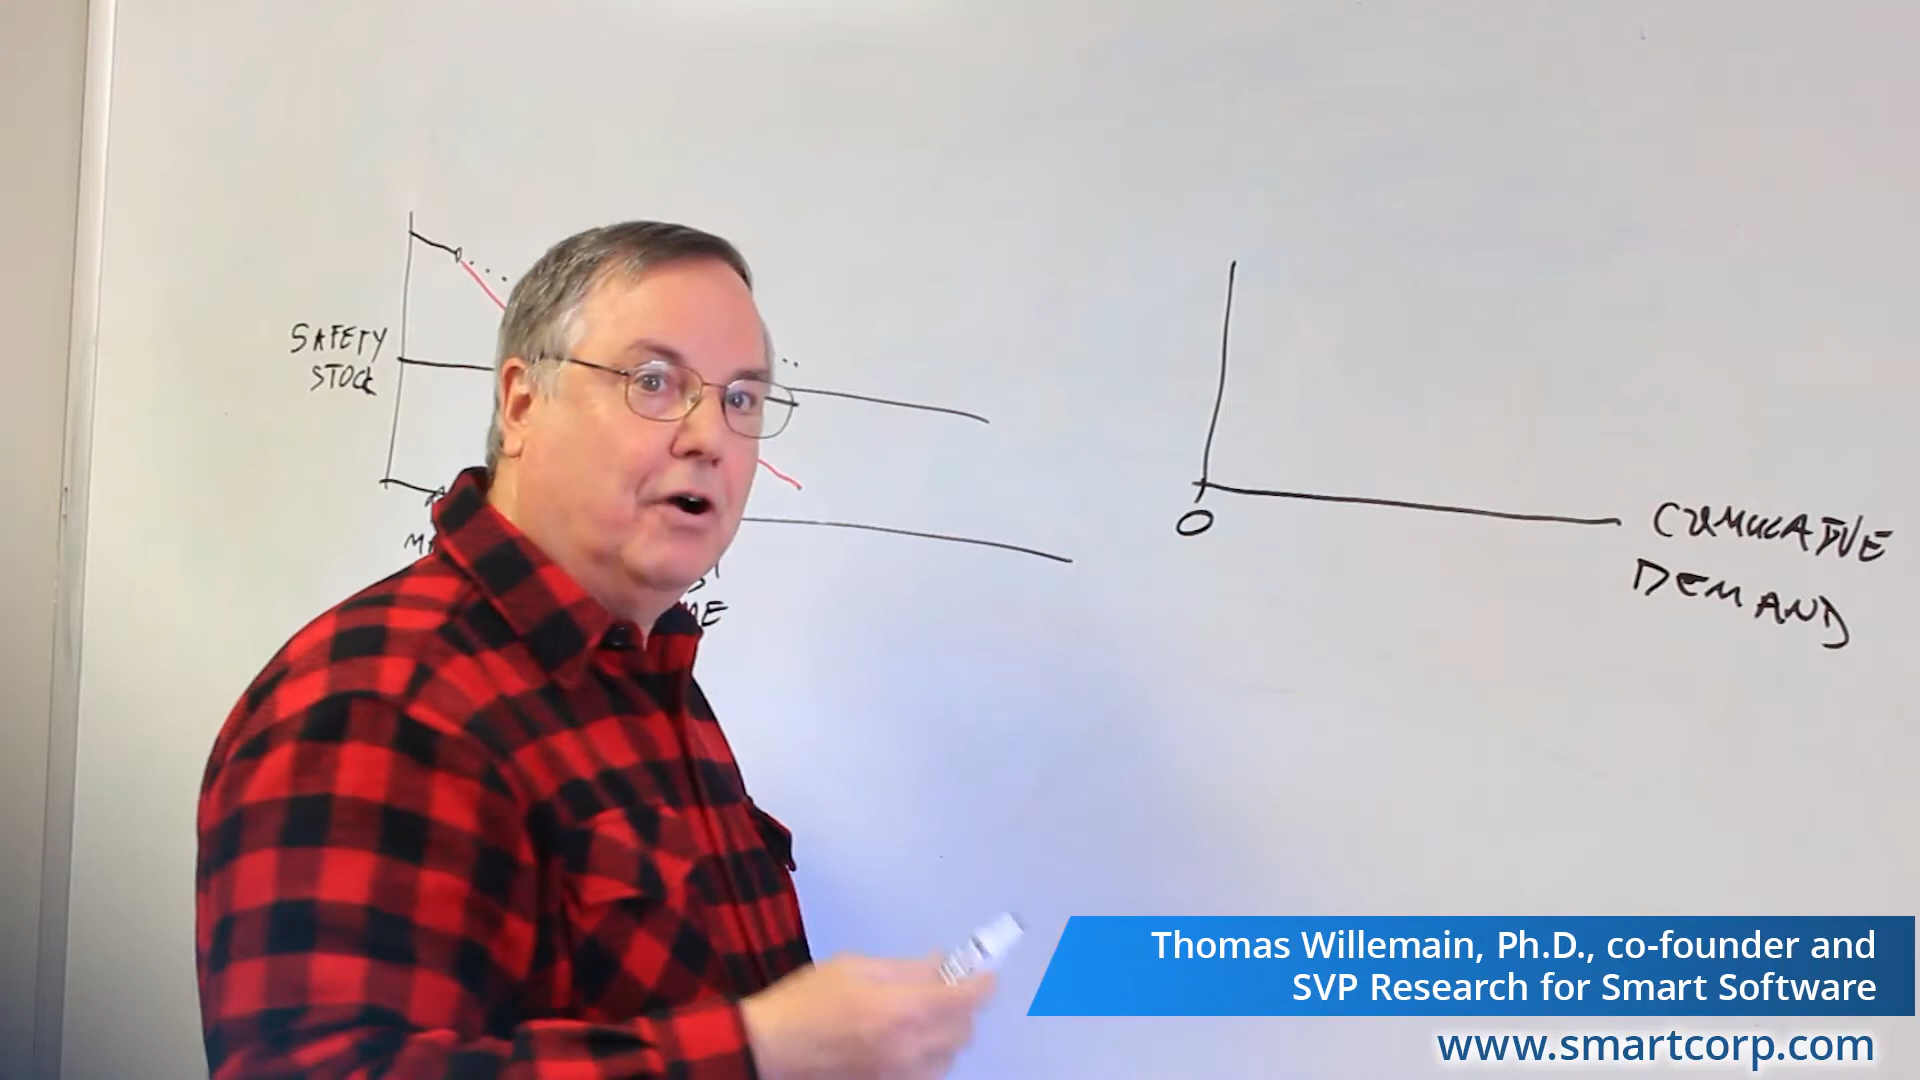 SAFETY
STOCK
0
CUMULATIVE
DEMAND
Thomas Willemain, Ph.D., co-founder and
SVP Research for Smart Software
www.smartcorp.com